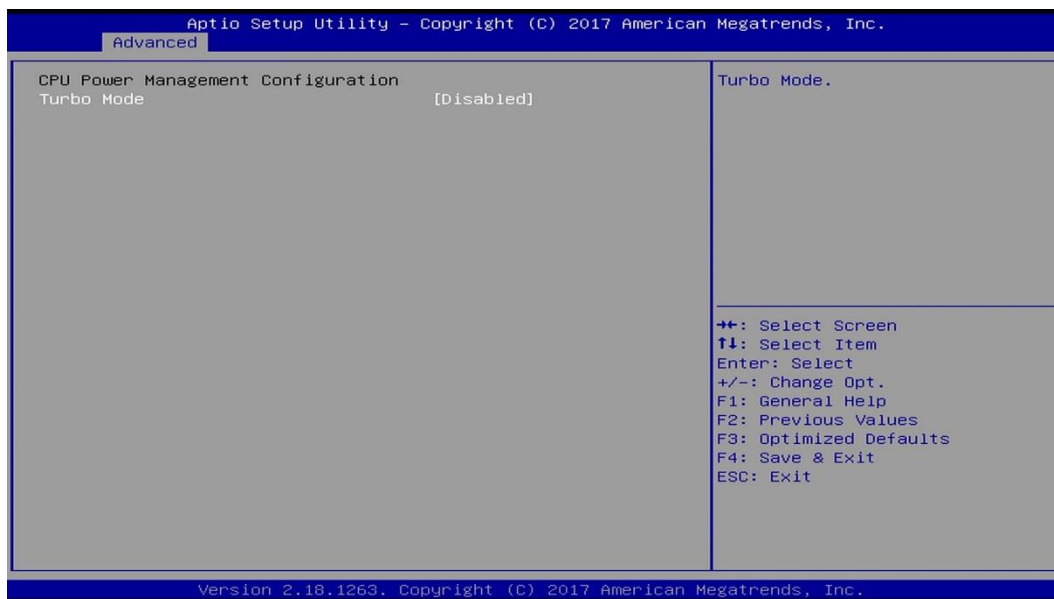 Aptio Setup Utility – Copyright (C) 2017 American Megatrends, Inc.
Advanced
CPU Power Management Configuration
Turbo Mode [Disabled]
Turbo Mode.
→←: Select Screen
↑↓: Select Item
Enter: Select
+/-: Change Opt.
F1: General Help
F2: Previous Values
F3: Optimized Defaults
F4: Save & Exit
ESC: Exit
Version 2.18.1263. Copyright (C) 2017 American Megatrends, Inc.